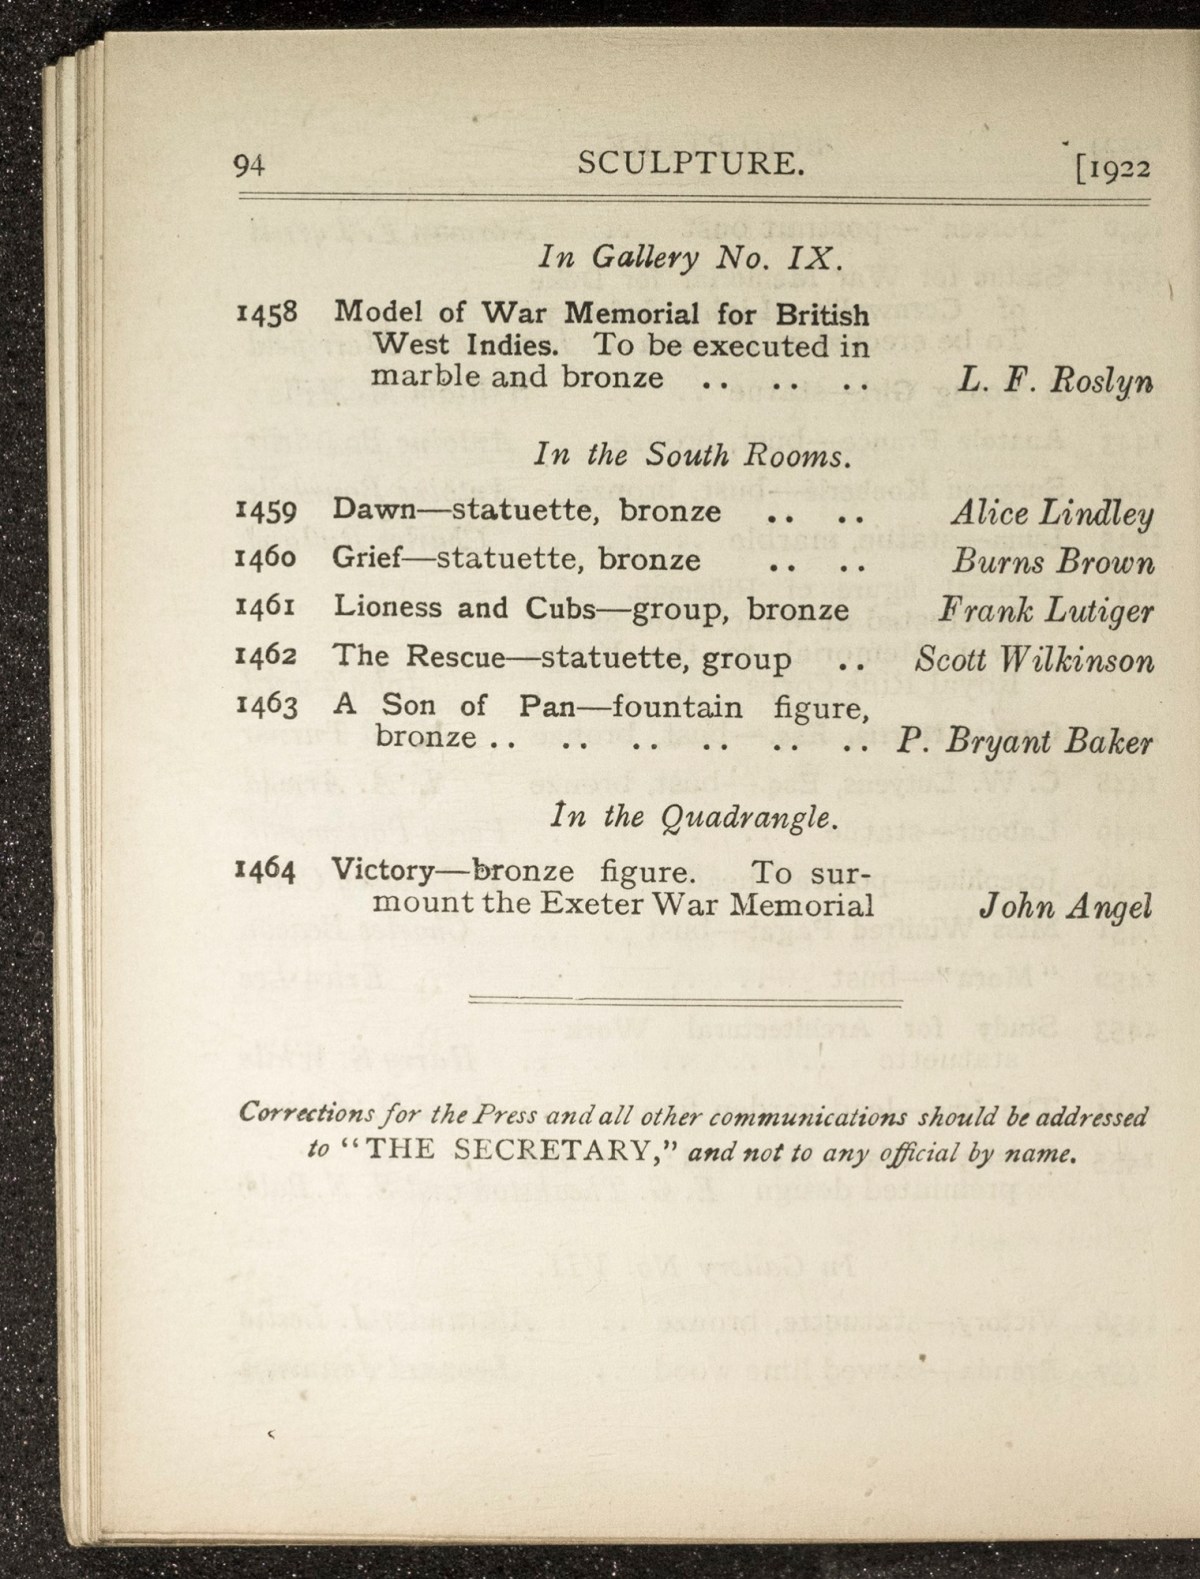 94 SCULPTURE. [1922
In Gallery No. IX.
1458 Model of War Memorial for British
West Indies. To be executed in
marble and bronze .. .. .. L. F. Roslyn
In the South Rooms.
1459 Dawn—statuette, bronze .. .. Alice Lindley
1460 Grief—statuette, bronze .. .. Burns Brown
1461 Lioness and Cubs—group, bronze Frank Lutiger
1462 The Rescue—statuette, group .. Scott Wilkinson
1463 A Son of Pan—fountain figure,
bronze .. .. .. .. .. .. P. Bryant Baker
In the Quadrangle.
1464 Victory—bronze figure. To sur-
mount the Exeter War Memorial John Angel
Corrections for the Press and all other communications should be addressed
to "THE SECRETARY," and not to any official by name.